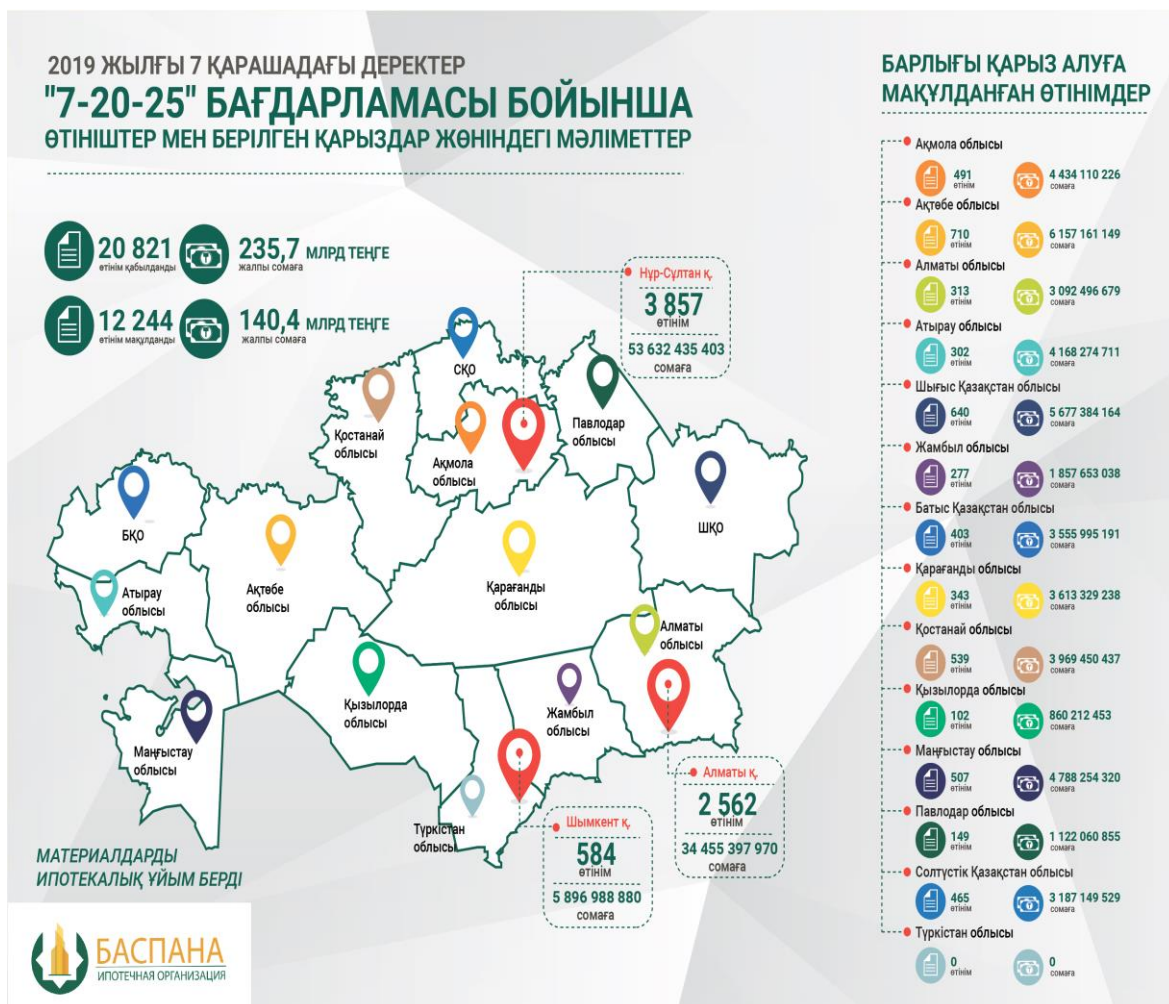 2019 ЖЫЛҒЫ 7 ҚАРАШАДАҒЫ ДЕРЕКТЕР
"7-20-25" БАҒДАРЛАМАСЫ БОЙЫНША
ӨТІНІШТЕР МЕН БЕРІЛГЕН ҚАРЫЗДАР ЖӨНІНДЕГІ МӘЛІМЕТТЕР
20 821
өтінім қабылданды
235,7 МЛРД ТЕҢГЕ
жалпы сомаға
12 244
өтінім мақұлданды
140,4 МЛРД ТЕҢГЕ
жалпы сомаға
Нұр-Сұлтан қ.
3 857
өтінім
53 632 435 403
сомаға
СҚО
Қостанай
облысы
Ақмола
облысы
Павлодар
облысы
БҚО
ШҚО
Атырау
облысы
Ақтөбе
облысы
Қарағанды
облысы
Алматы
облысы
Қызылорда
облысы
Жамбыл
облысы
Маңғыстау
облысы
Түркістан
облысы
Шымкент қ.
584
өтінім
5 896 988 880
сомаға
Алматы қ.
2 562
өтінім
34 455 397 970
сомаға
МАТЕРИАЛДАРДЫ
ИПОТЕКАЛЫҚ ҰЙЫМ БЕРДІ
БАСПАНА
ИПОТЕЧНАЯ ОРГАНИЗАЦИЯ
БАРЛЫҒЫ ҚАРЫЗ АЛУҒА
МАҚҰЛДАНҒАН ӨТІНІМДЕР
Ақмола облысы
491 4 434 110 226
өтінім сомаға
Ақтөбе облысы
710 6 157 161 149
өтінім сомаға
Алматы облысы
313 3 092 496 679
өтінім сомаға
Атырау облысы
302 4 168 274 711
өтінім сомаға
Шығыс Қазақстан облысы
640 5 677 384 164
өтінім сомаға
Жамбыл облысы
277 1 857 653 038
өтінім сомаға
Батыс Қазақстан облысы
403 3 555 995 191
өтінім сомаға
Қарағанды облысы
343 3 613 329 238
өтінім сомаға
Қостанай облысы
539 3 969 450 437
өтінім сомаға
Қызылорда облысы
102 860 212 453
өтінім сомаға
Маңғыстау облысы
507 4 788 254 320
өтінім сомаға
Павлодар облысы
149 1 122 060 855
өтінім сомаға
Солтүстік Қазақстан облысы
465 3 187 149 529
өтінім сомаға
Түркістан облысы
0 0
өтінім сомаға